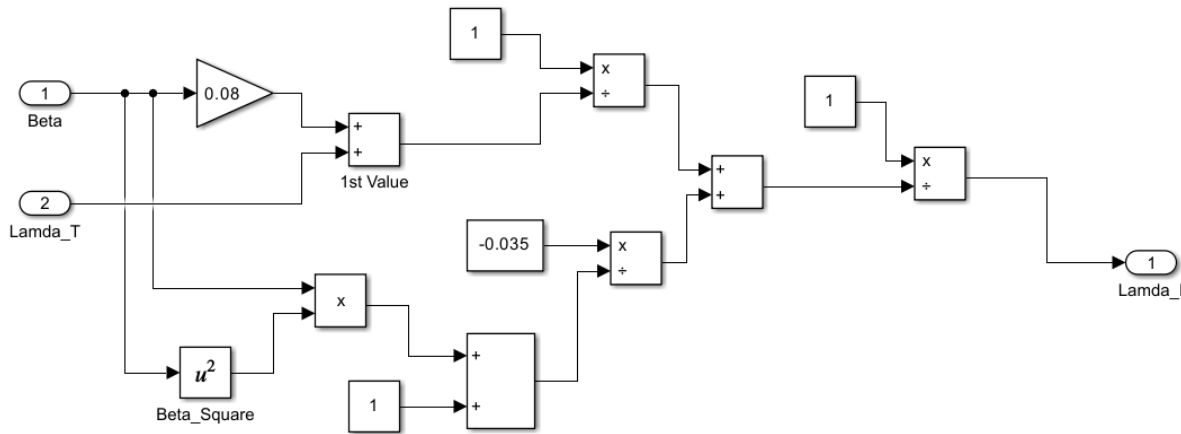 1
Beta
2
Lamda_T
0.08
+
+
1st Value
u²
Beta_Square
x
1
+
+
1
x
÷
-0.035
x
÷
+
+
1
x
÷
1